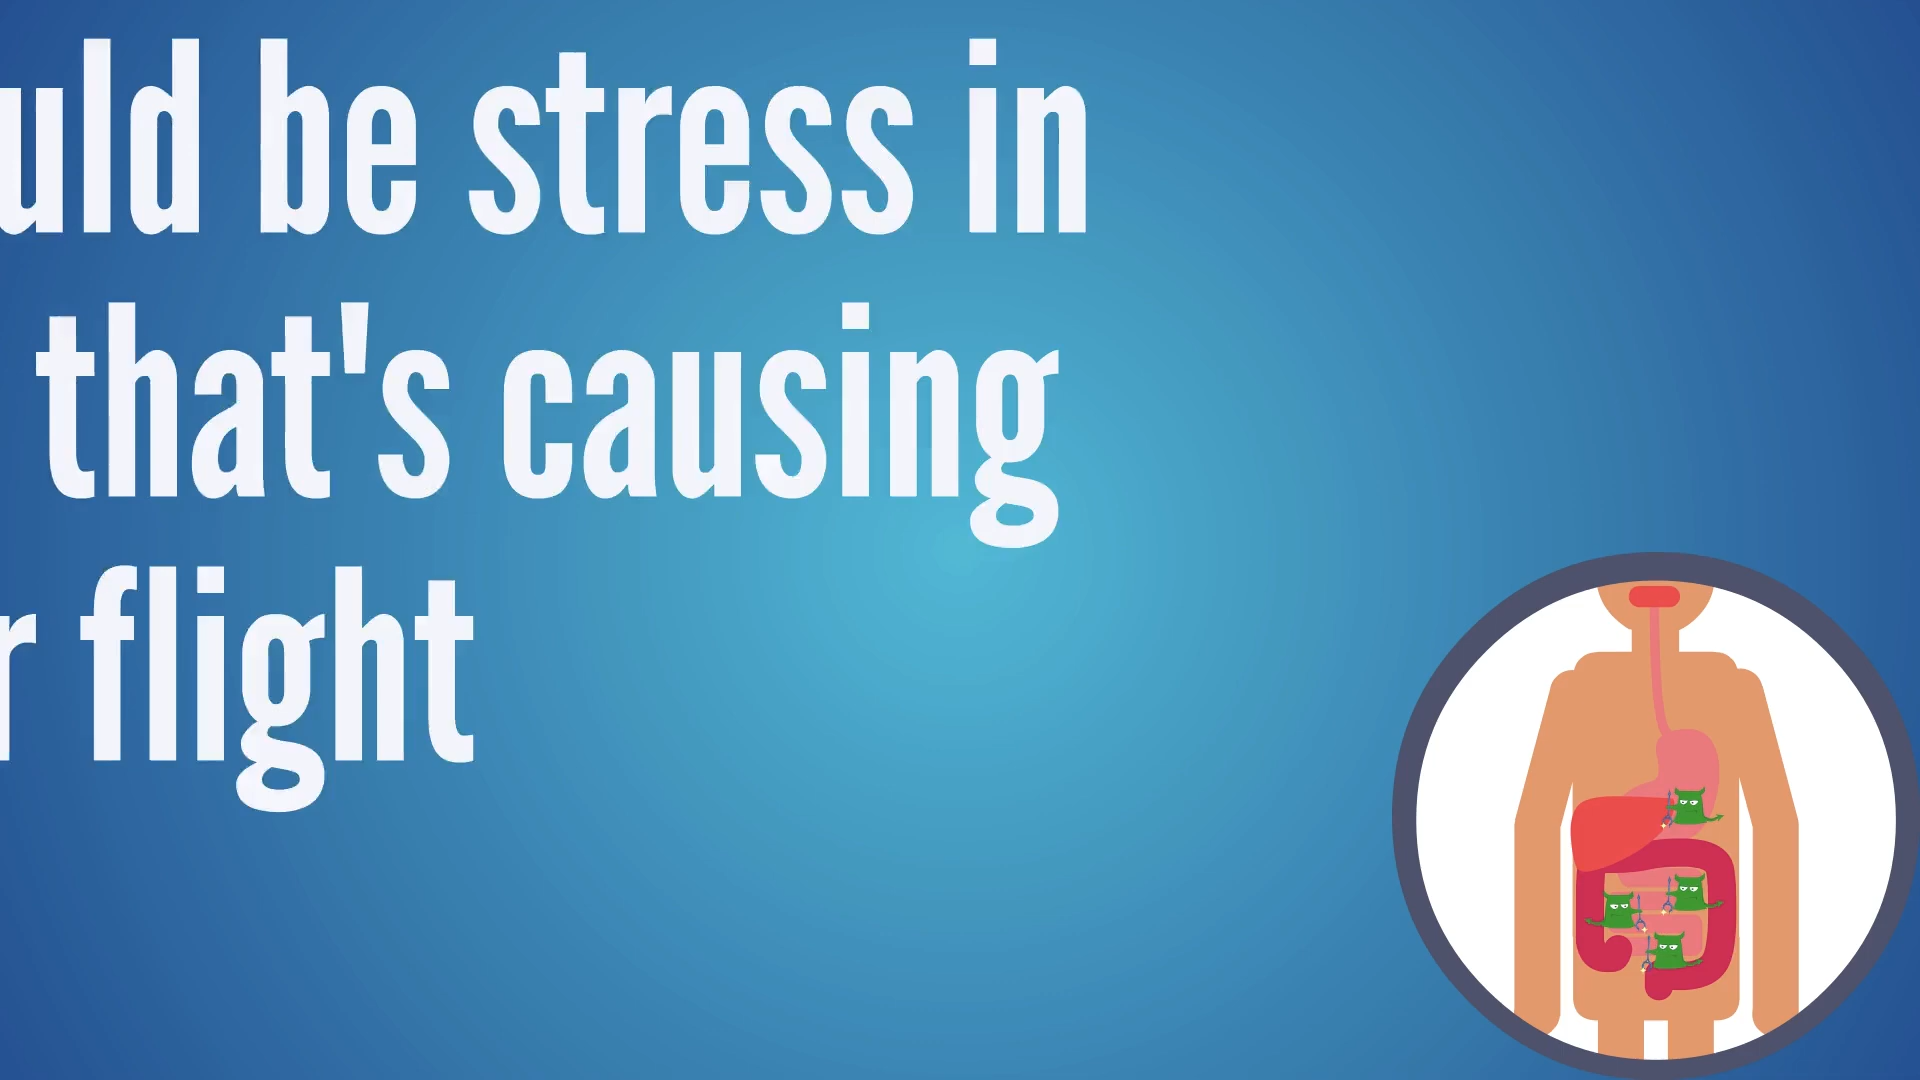 uld be stress in
that's causing
r flight